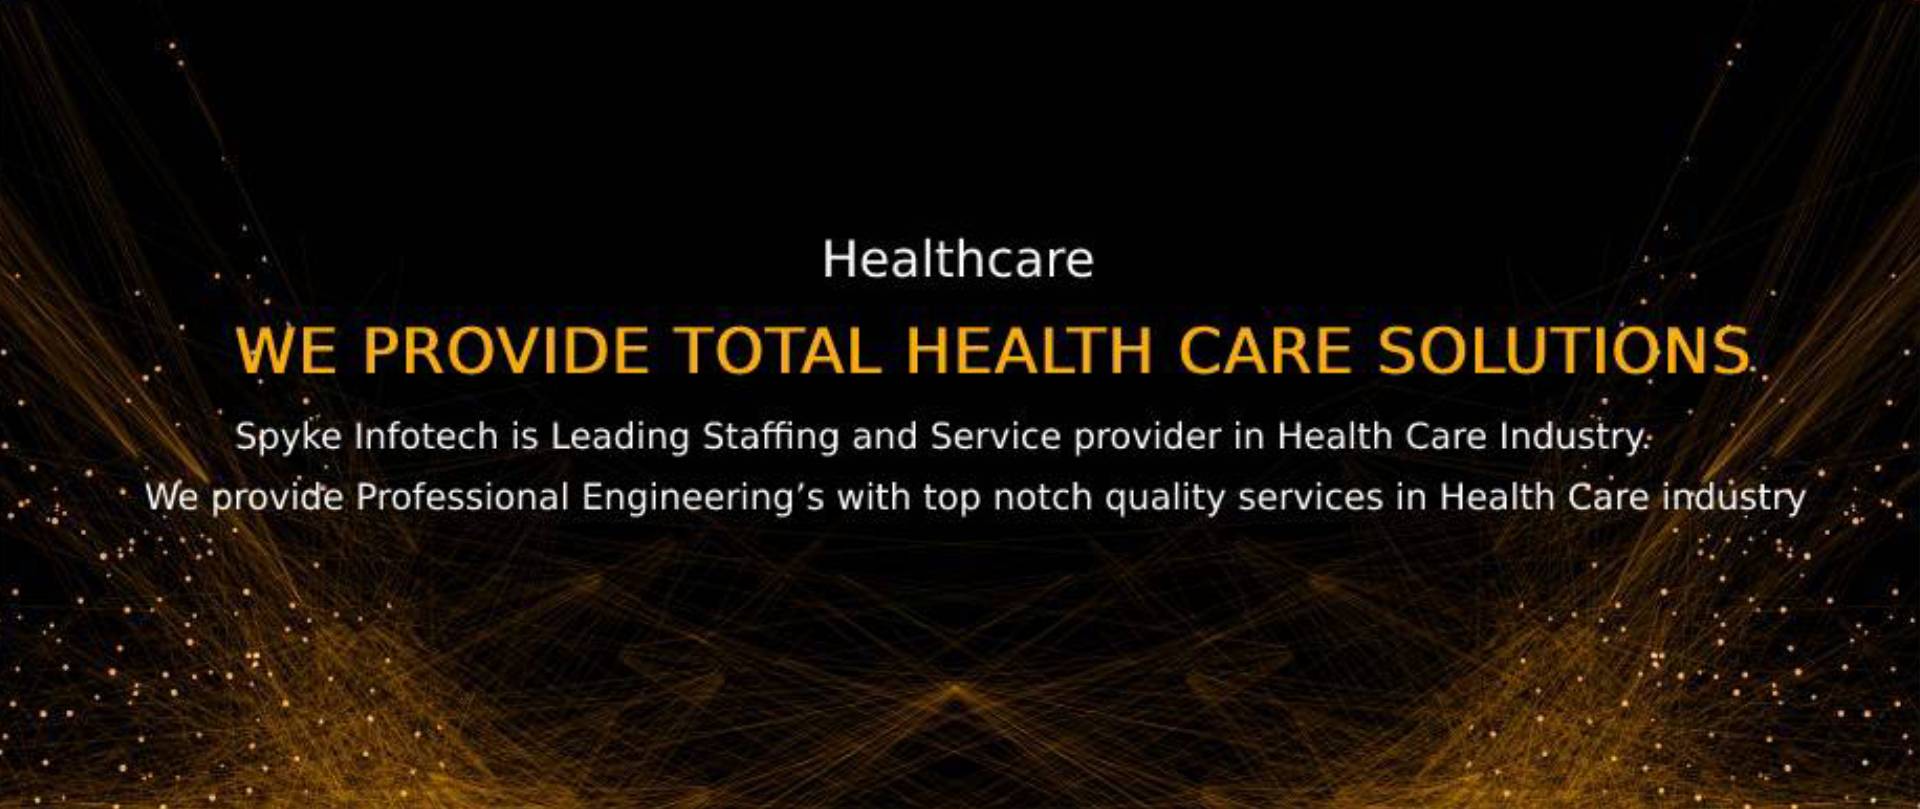 Healthcare
WE PROVIDE TOTAL HEALTH CARE SOLUTIONS
Spyke Infotech is Leading Staffing and Service provider in Health Care Industry.
We provide Professional Engineering’s with top notch quality services in Health Care industry